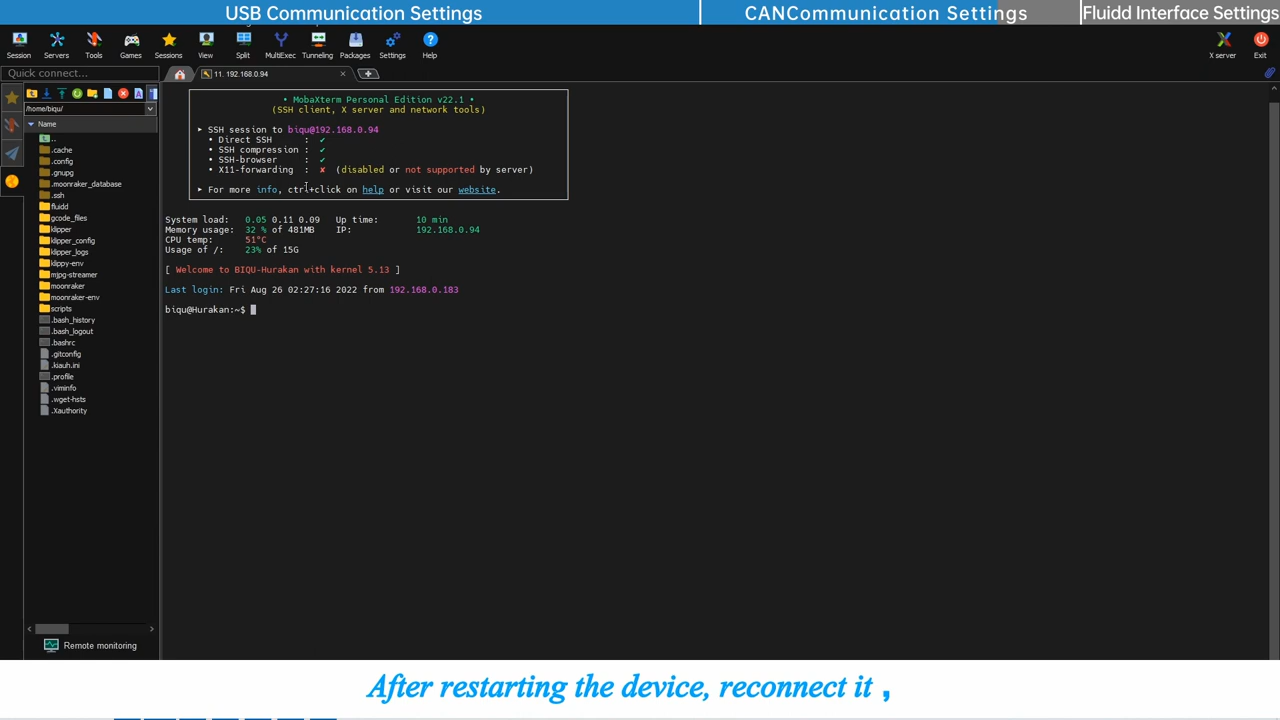 USB Communication Settings
CANCommunication Settings
Fluidd Interface Settings
Session
Servers
Tools
Games
Sessions
View
Split
MultiExec
Tunneling
Packages
Settings
Help
X server
Exit
Quick connect...
11. 192.168.0.94
/home/biqu/
Name
..
.cache
.config
.gnupg
.moonraker_database
.ssh
fluidd
gcode_files
klipper
klipper_config
klipper_logs
klippy-env
mjpg-streamer
moonraker
moonraker-env
scripts
.bash_history
.bash_logout
.bashrc
.gitconfig
.kiauh.ini
.profile
.viminfo
.wget-hsts
.Xauthority
Remote monitoring
• MobaXterm Personal Edition v22.1 •
(SSH client, X server and network tools)
➤ SSH session to biqu@192.168.0.94
• Direct SSH : ✓
• SSH compression : ✓
• SSH-browser : ✓
• X11-forwarding : ✗ (disabled or not supported by server)
➤ For more info, ctrl+click on help or visit our website.
System load: 0.05 0.11 0.09 Up time: 10 min
Memory usage: 32 % of 481MB IP: 192.168.0.94
CPU temp: 51°C
Usage of /: 23% of 15G
[ Welcome to BIQU-Hurakan with kernel 5.13 ]
Last login: Fri Aug 26 02:27:16 2022 from 192.168.0.183
biqu@Hurakan:~$
After restarting the device, reconnect it ,